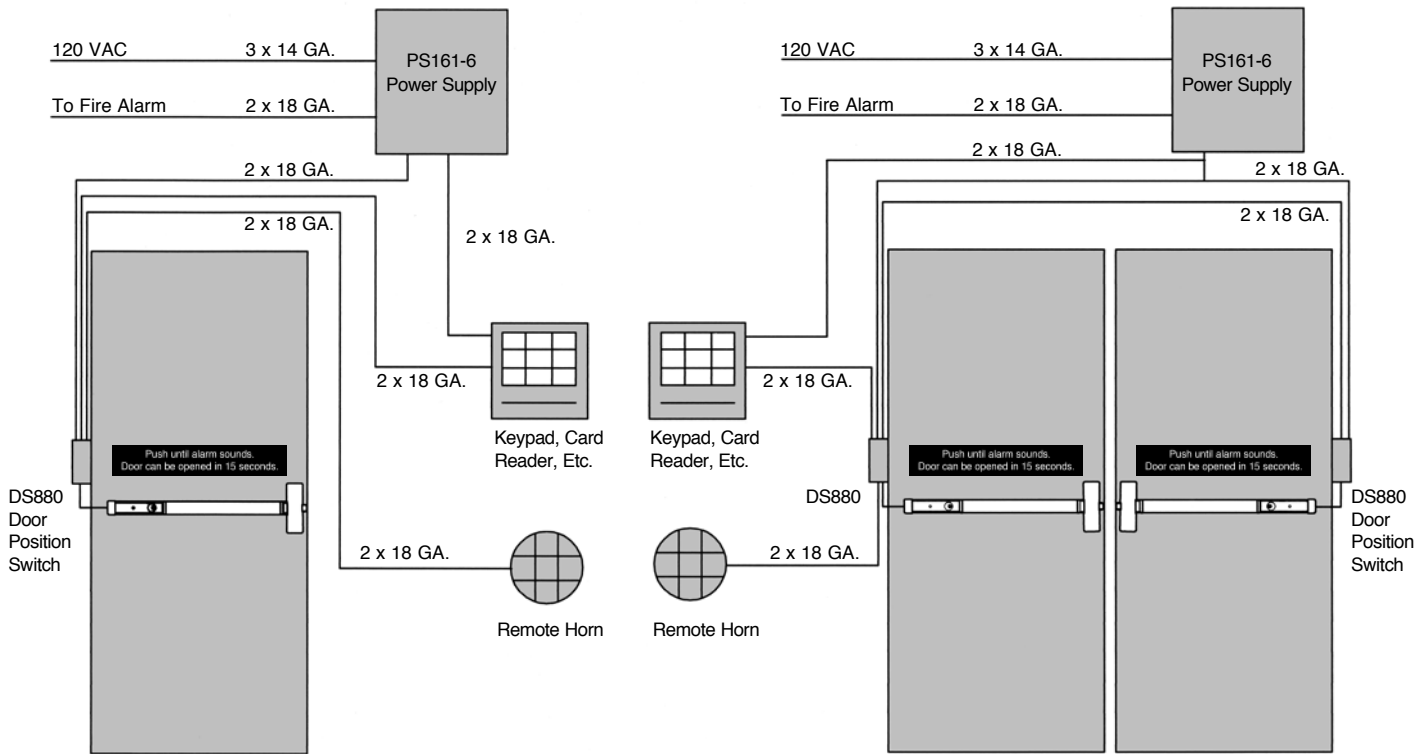 120 VAC 3 x 14 GA.
To Fire Alarm 2 x 18 GA.
PS161-6
Power Supply
2 x 18 GA.
2 x 18 GA.
2 x 18 GA.
2 x 18 GA.
Keypad, Card
Reader, Etc.
Push until alarm sounds.
Door can be opened in 15 seconds.
DS880
Door
Position
Switch
2 x 18 GA.
Remote Horn
120 VAC 3 x 14 GA.
To Fire Alarm 2 x 18 GA.
PS161-6
Power Supply
2 x 18 GA.
2 x 18 GA.
2 x 18 GA.
2 x 18 GA.
Keypad, Card
Reader, Etc.
Push until alarm sounds.
Door can be opened in 15 seconds.
Push until alarm sounds.
Door can be opened in 15 seconds.
DS880
DS880
Door
Position
Switch
2 x 18 GA.
Remote Horn